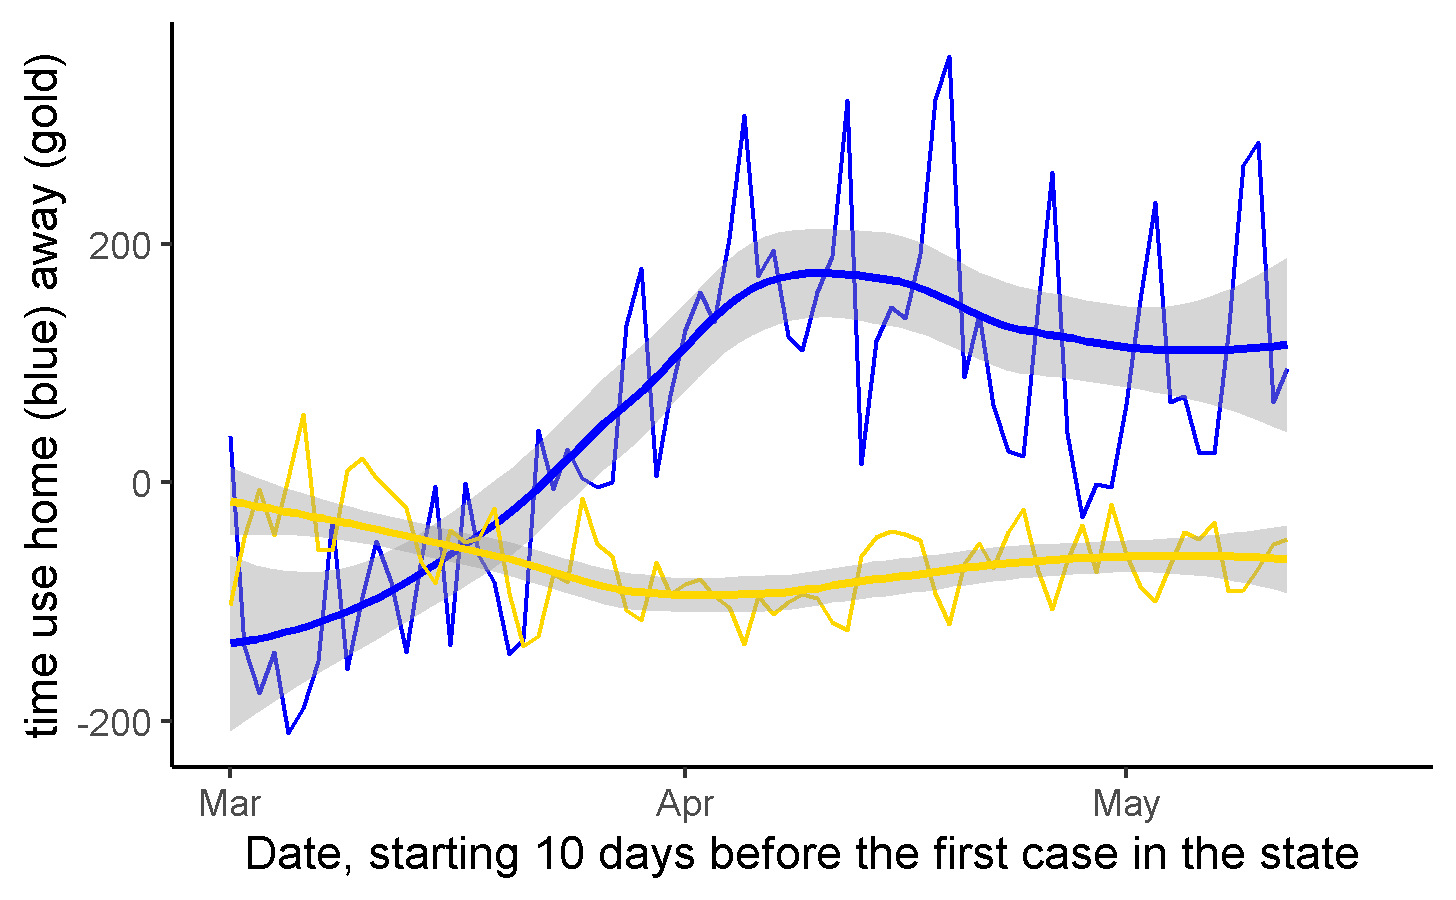 time use home (blue) away (gold)
200
0
-200
Mar
Apr
May
Date, starting 10 days before the first case in the state